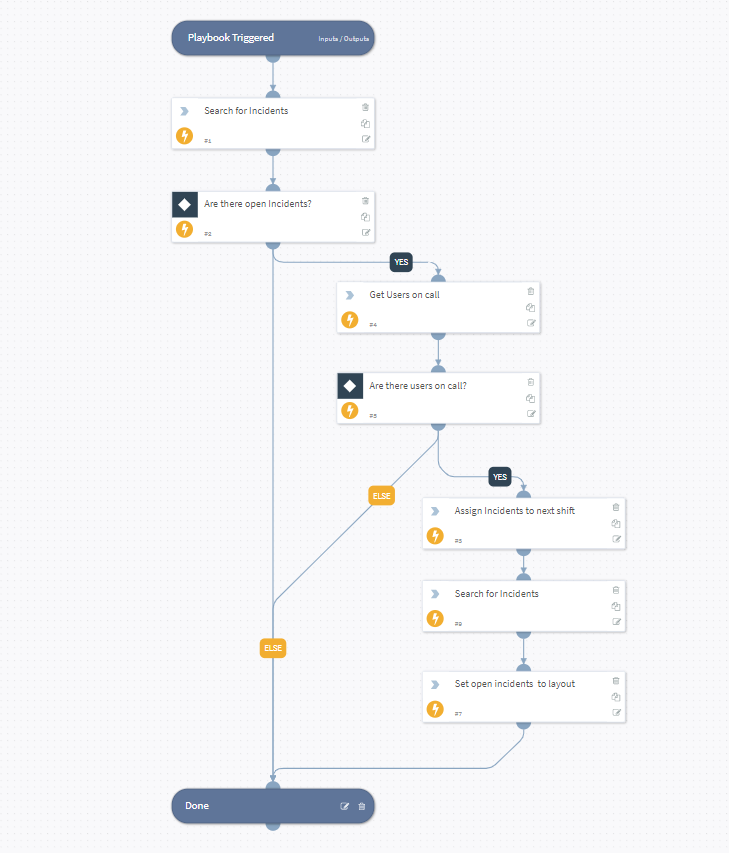 Playbook Triggered
Inputs / Outputs
Search for Incidents
#1
Are there open Incidents?
#2
YES
Get Users on call
#4
Are there users on call?
#5
YES
ELSE
Assign Incidents to next shift
Search for Incidents
#9
ELSE
Set open incidents to layout
#7
Done